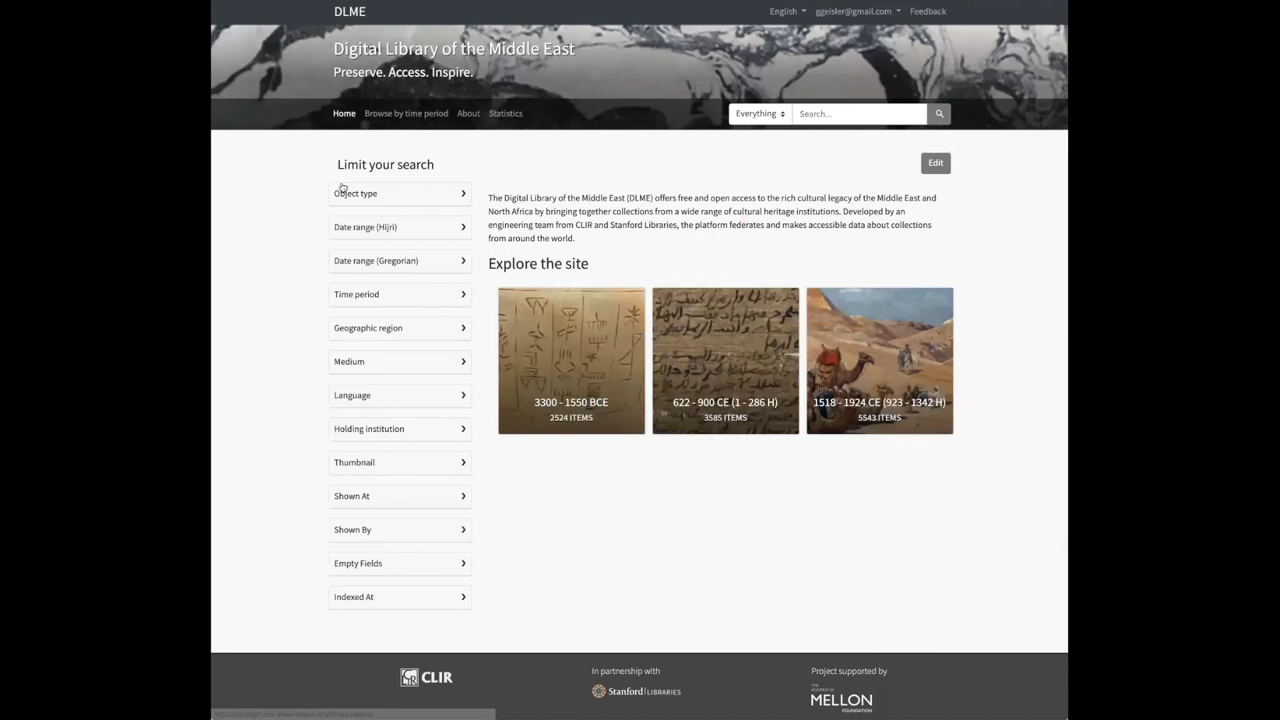 DLME
English
ggeisler@gmail.com
Feedback
Digital Library of the Middle East
Preserve. Access. Inspire.
Home
Browse by time period
About
Statistics
Everything
Search...
Limit your search
Edit
Object type
Date range (Hijri)
Date range (Gregorian)
Time period
Geographic region
Medium
Language
Holding institution
Thumbnail
Shown At
Shown By
Empty Fields
Indexed At
The Digital Library of the Middle East (DLME) offers free and open access to the rich cultural legacy of the Middle East and
North Africa by bringing together collections from a wide range of cultural heritage institutions. Developed by an
engineering team from CLIR and Stanford Libraries, the platform federates and makes accessible data about collections
from around the world.
Explore the site
3300 - 1550 BCE
2524 ITEMS
622 - 900 CE (1 - 286 H)
3585 ITEMS
1518 - 1924 CE (923 - 1342 H)
5543 ITEMS
CLIR
In partnership with
Stanford LIBRARIES
Project supported by
MELLON
FOUNDATION